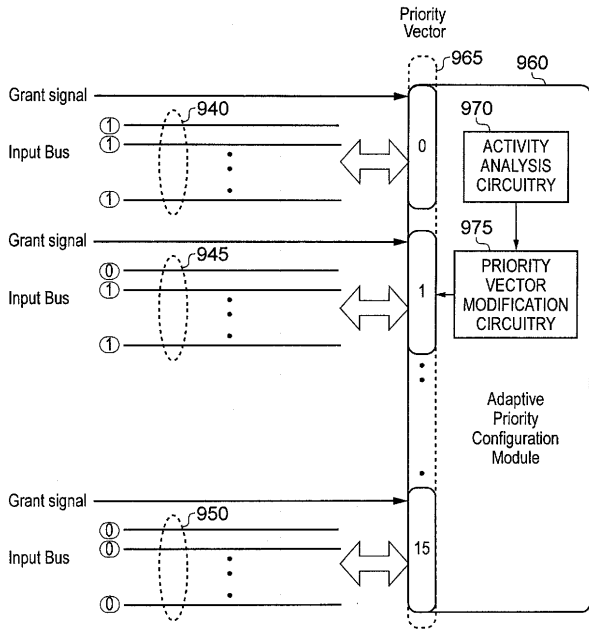 Priority
Vector
965
960
Grant signal
940
970
1
Input Bus
1
0
ACTIVITY
ANALYSIS
CIRCUITRY
1
Grant signal
945
975
0
Input Bus
1
1
PRIORITY
VECTOR
MODIFICATION
CIRCUITRY
1
Adaptive
Priority
Configuration
Module
Grant signal
950
0
Input Bus
0
15
0